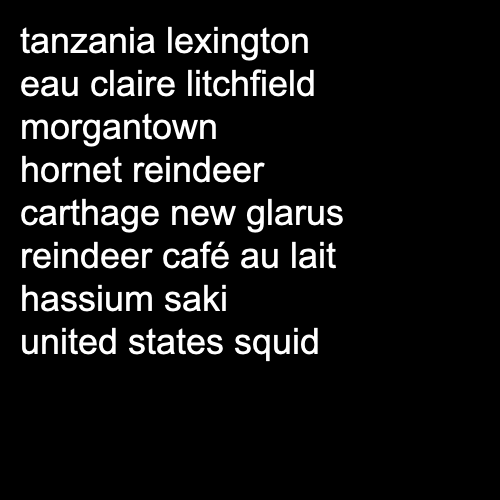 tanzania lexington
eau claire litchfield
morgantown
hornet reindeer
carthage new glarus
reindeer café au lait
hassium saki
united states squid